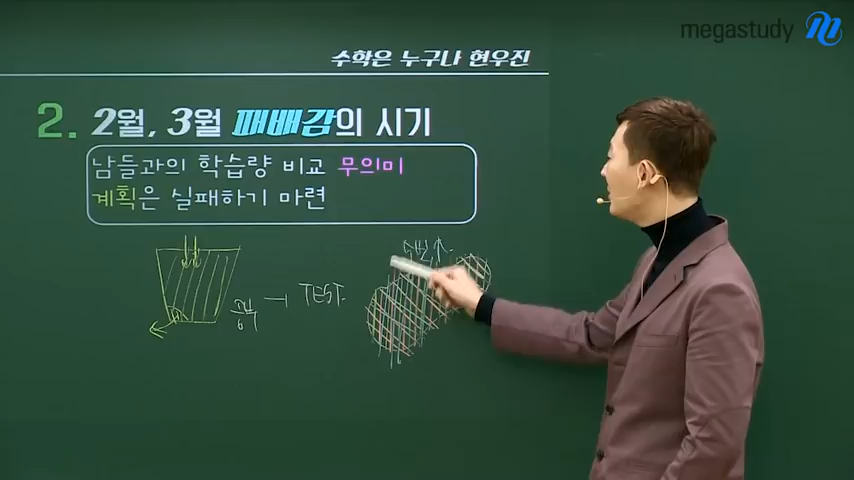 megastudy
수학은 누구나 현우진
2. 2월, 3월 패배감의 시기
남들과의 학습량 비교 무의미
계획은 실패하기 마련
→ TEST